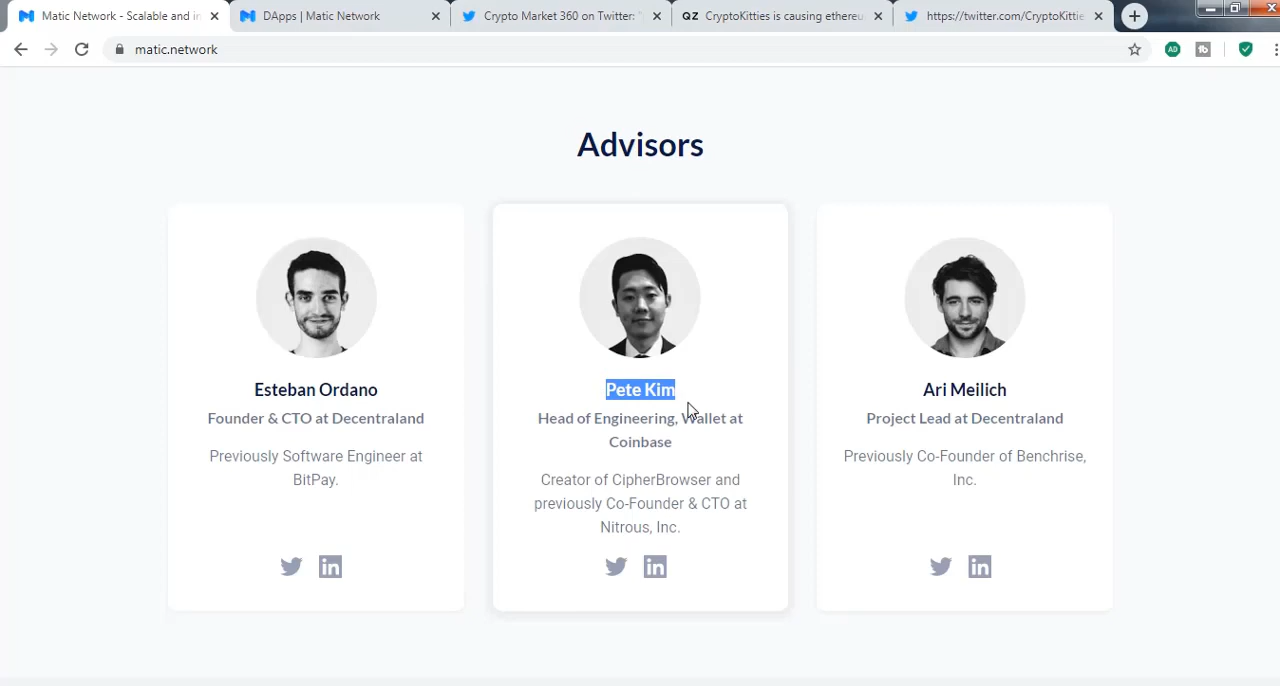 Matic Network - Scalable and in
DApps | Matic Network
Crypto Market 360 on Twitter: "
QZ CryptoKitties is causing ethereu
https://twitter.com/CryptoKittie
matic.network
Advisors
Esteban Ordano
Founder & CTO at Decentraland
Previously Software Engineer at
BitPay.
Pete Kim
Head of Engineering, Wallet at
Coinbase
Creator of CipherBrowser and
previously Co-Founder & CTO at
Nitrous, Inc.
Ari Meilich
Project Lead at Decentraland
Previously Co-Founder of Benchrise,
Inc.